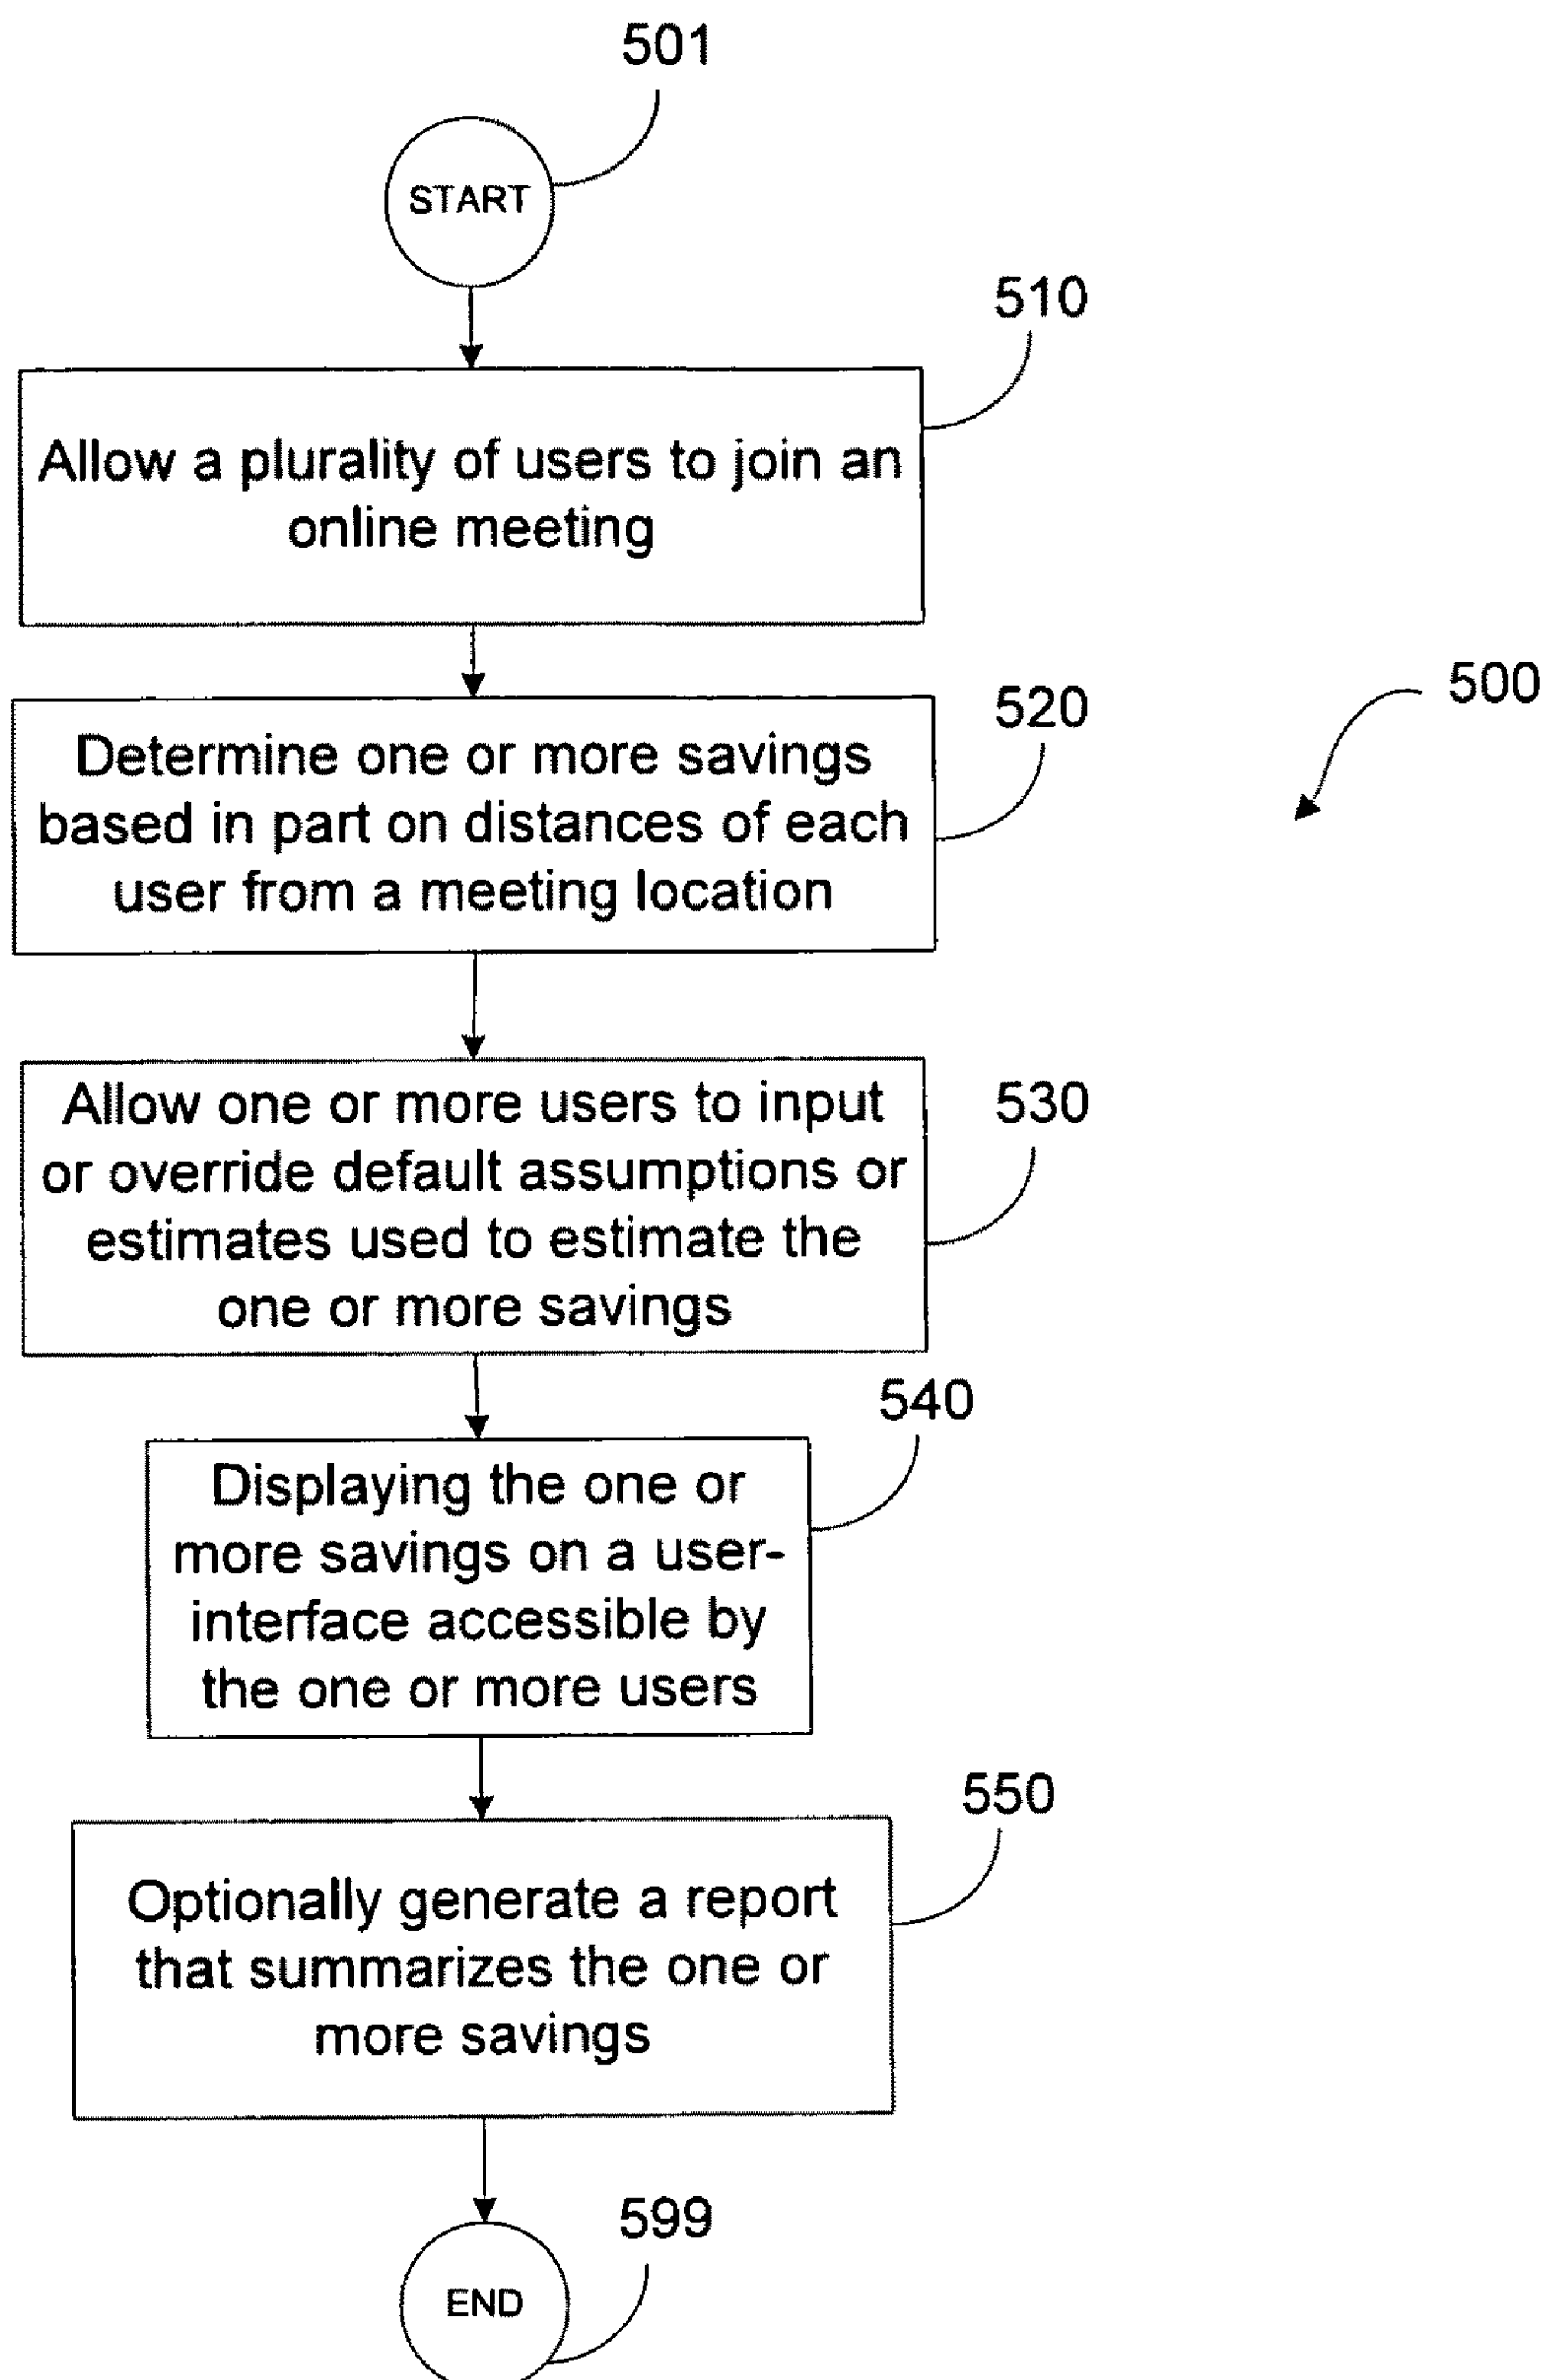 501
START
510
Allow a plurality of users to join an
online meeting
500
520
Determine one or more savings
based in part on distances of each
user from a meeting location
530
Allow one or more users to input
or override default assumptions or
estimates used to estimate the
one or more savings
540
Displaying the one or
more savings on a user-
interface accessible by
the one or more users
550
Optionally generate a report
that summarizes the one or
more savings
599
END